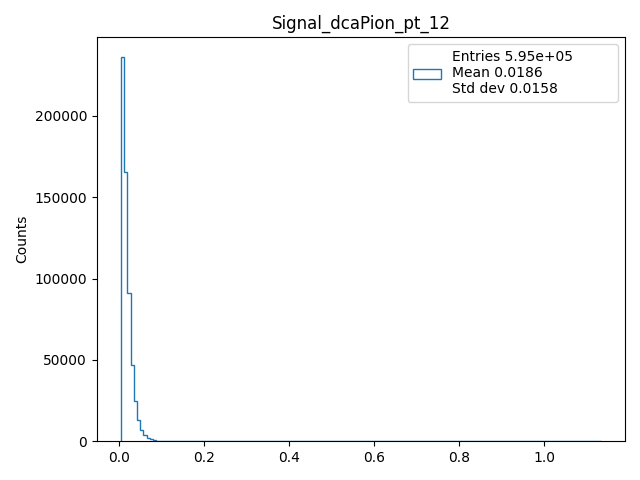 Signal_dcaPion_pt_12
Entries 5.95e+05
Mean 0.0186
Std dev 0.0158
Counts
200000
150000
100000
50000
0
0.0 0.2 0.4 0.6 0.8 1.0